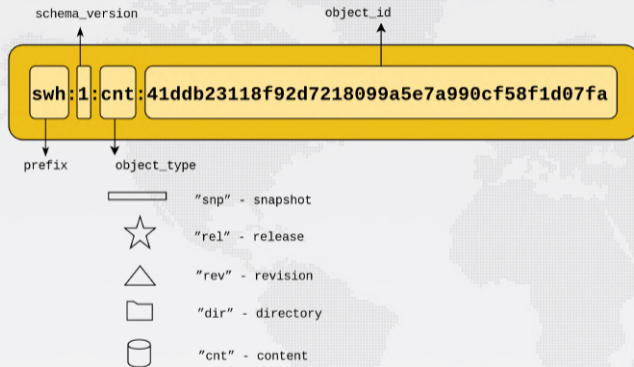 schema_version
object_id
swh:1:cnt:41ddb23118f92d7218099a5e7a990cf58f1d07fa
prefix
object_type
”snp” - snapshot
”rel” - release
”rev” - revision
”dir” - directory
”cnt” - content